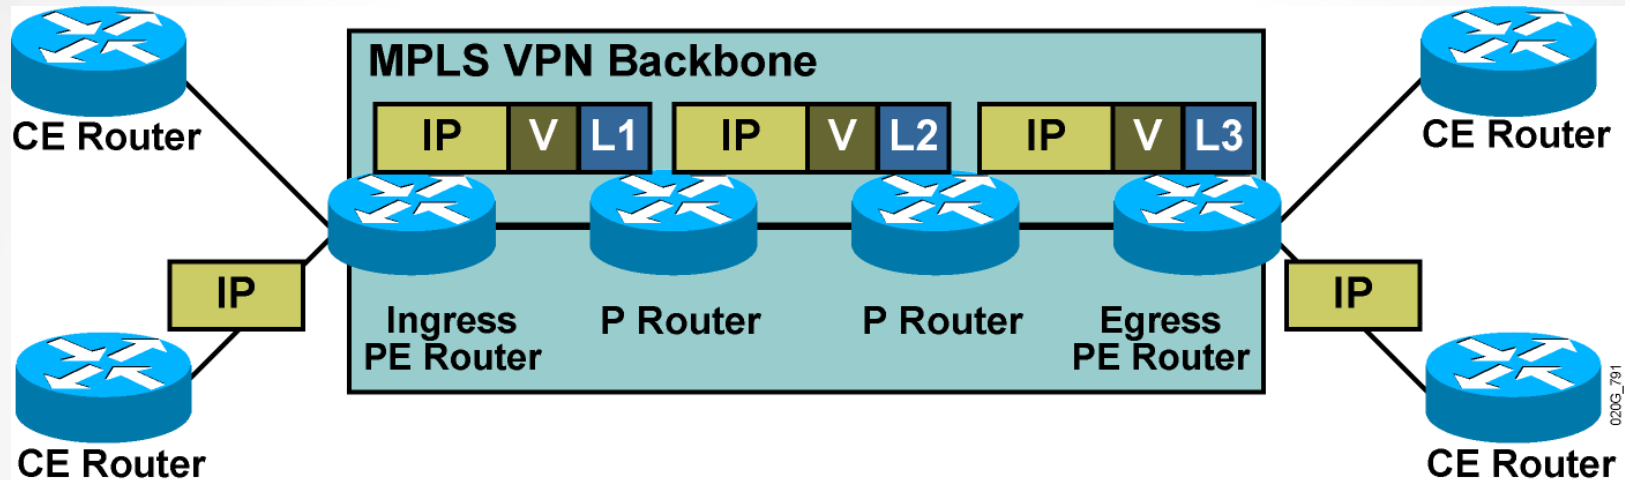 MPLS VPN Backbone
IP V L1
IP V L2
IP V L3
CE Router
CE Router
IP
IP
Ingress
PE Router
P Router
P Router
Egress
PE Router
CE Router
CE Router
020G_791